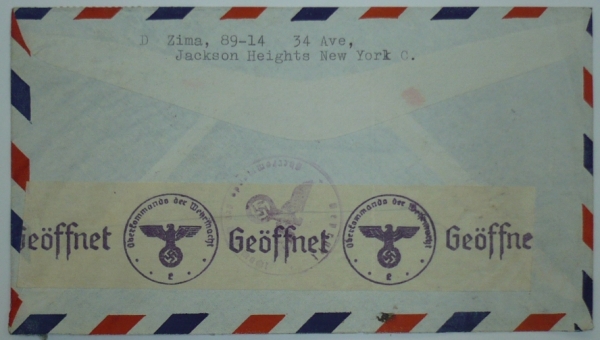 D Zima, 89-14 34 Ave,
Jackson Heights New York C.
Geöffnet
Oberkommando der Wehrmacht
e
Geöffnet
Oberkommando der Wehrmacht
e
Geöffne